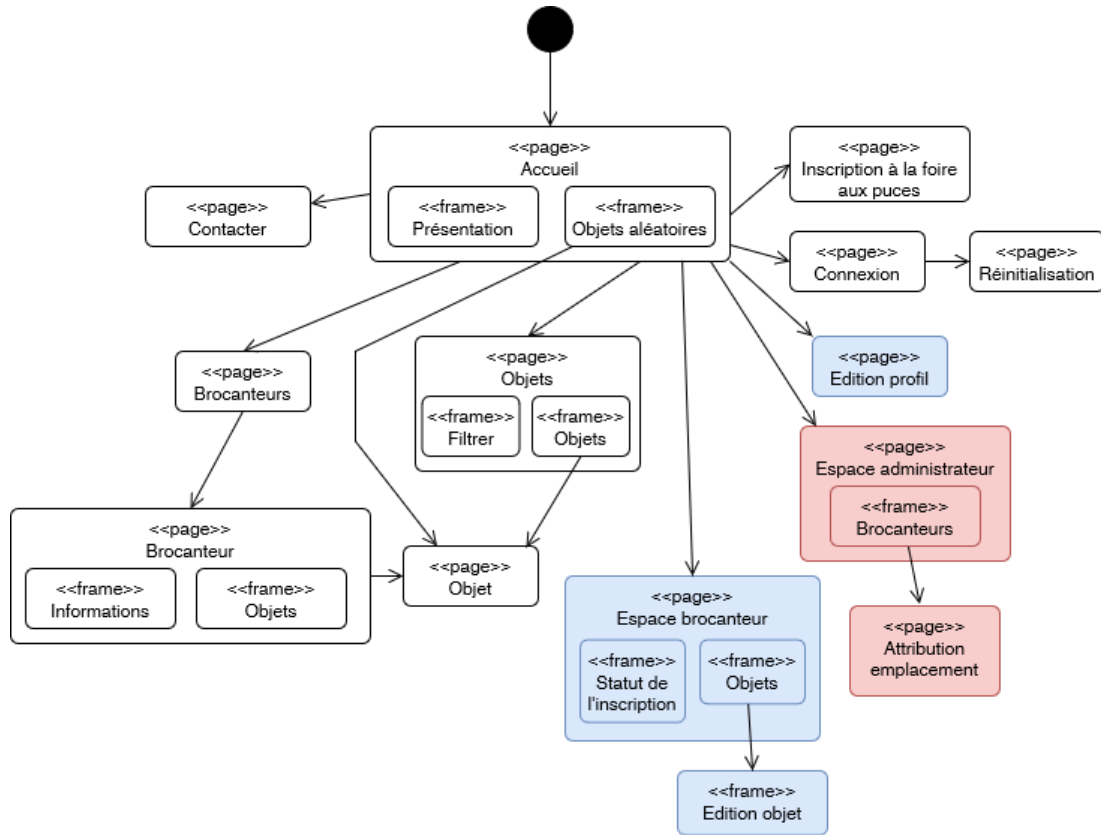 <<page>>
Accueil
<<frame>>
Présentation
<<frame>>
Objets aléatoires
<<page>>
Inscription à la foire
aux puces
<<page>>
Contacter
<<page>>
Connexion
<<page>>
Réinitialisation
<<page>>
Brocanteurs
<<page>>
Objets
<<frame>>
Filtrer
<<frame>>
Objets
<<page>>
Edition profil
<<page>>
Espace administrateur
<<frame>>
Brocanteurs
<<page>>
Brocanteur
<<frame>>
Informations
<<frame>>
Objets
<<page>>
Objet
<<page>>
Espace brocanteur
<<frame>>
Statut de
l'inscription
<<frame>>
Objets
<<page>>
Attribution
emplacement
<<frame>>
Edition objet